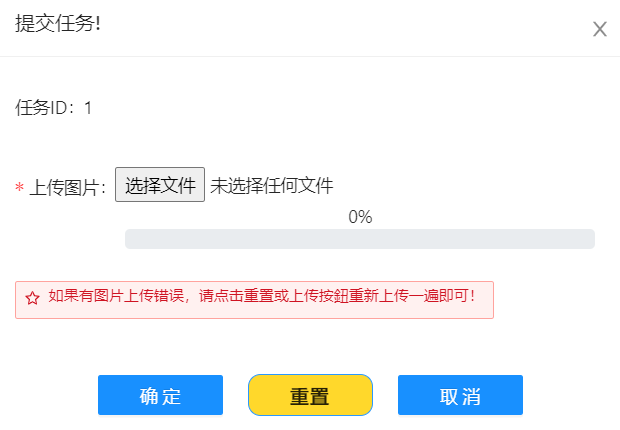 提交任务!
任务ID：1
* 上传图片： 选择文件 未选择任何文件
0%
如果有图片上传错误，请点击重置或上传按鈕重新上传一遍即可！
确定 重置 取消